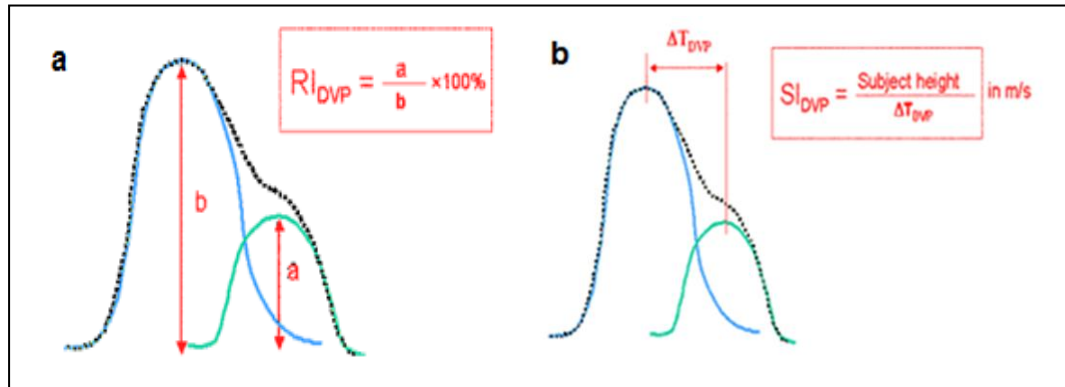 a
RI_DVP = a/b ×100%
b
a
b
ΔT_DVP
SI_DVP = Subject height/ΔT_DVP in m/s